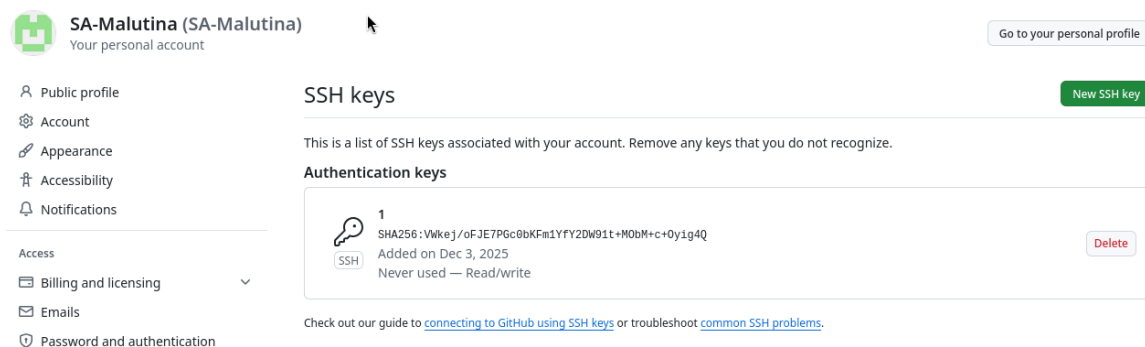 SA-Malutina (SA-Malutina)
Your personal account
Go to your personal profile
Public profile
Account
Appearance
Accessibility
Notifications
Access
Billing and licensing
Emails
Password and authentication
SSH keys
New SSH key
This is a list of SSH keys associated with your account. Remove any keys that you do not recognize.
Authentication keys
1
SHA256:VWkej/oFJE7PGc0bKFm1YfY2DW91t+MObM+c+Oyig4Q
Added on Dec 3, 2025
Never used — Read/write
SSH
Delete
Check out our guide to connecting to GitHub using SSH keys or troubleshoot common SSH problems.